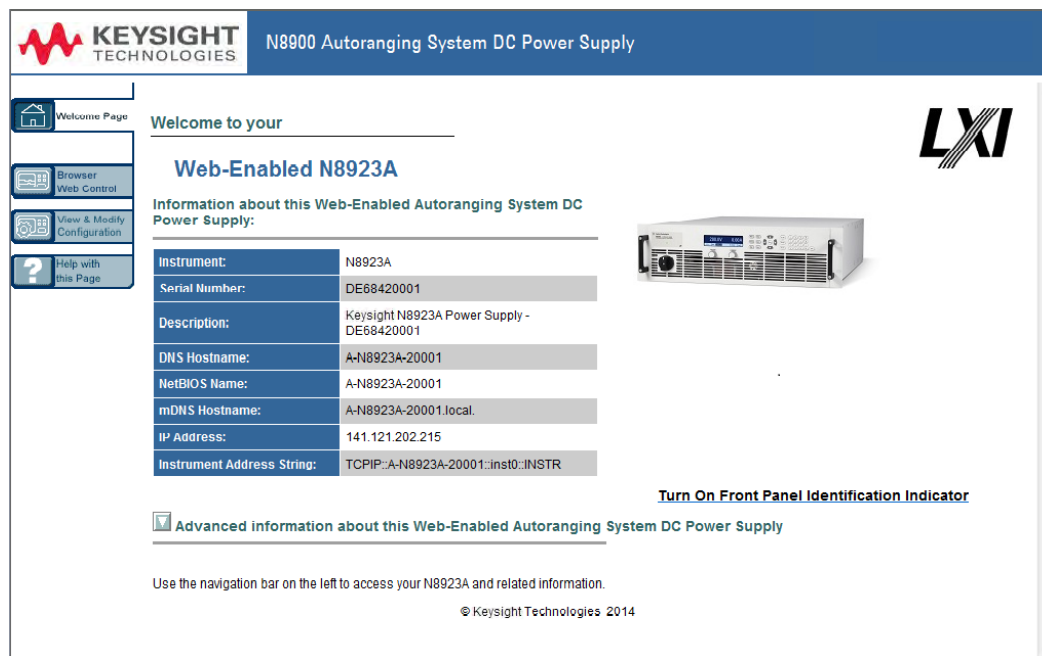 KEYSIGHT
TECHNOLOGIES
N8900 Autoranging System DC Power Supply
Welcome Page
Browser
Web Control
View & Modify
Configuration
Help with
this Page
Welcome to your
LXI
Web-Enabled N8923A
Information about this Web-Enabled Autoranging System DC
Power Supply:
Instrument: N8923A
Serial Number: DE68420001
Description: Keysight N8923A Power Supply -
DE68420001
DNS Hostname: A-N8923A-20001
NetBIOS Name: A-N8923A-20001
mDNS Hostname: A-N8923A-20001.local.
IP Address: 141.121.202.215
Instrument Address String: TCPIP::A-N8923A-20001::inst0::INSTR
Turn On Front Panel Identification Indicator
Advanced information about this Web-Enabled Autoranging System DC Power Supply
Use the navigation bar on the left to access your N8923A and related information.
© Keysight Technologies 2014